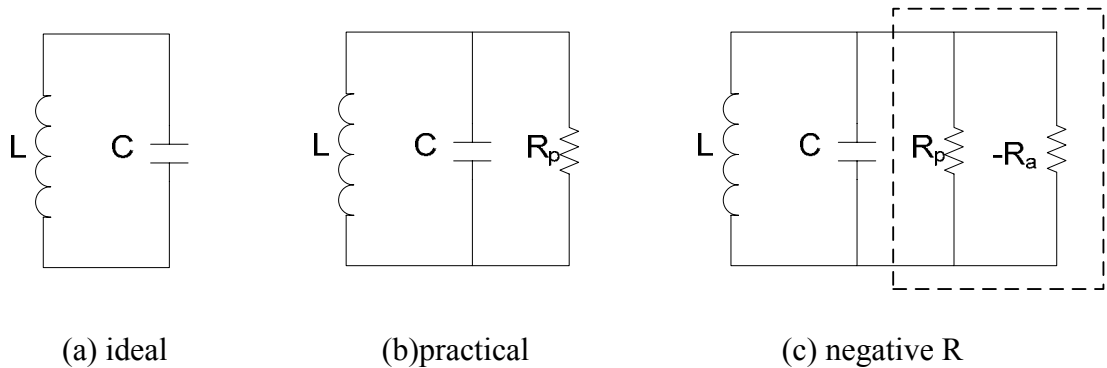 L C
L C Rp
L C Rp -Ra
(a) ideal
(b)practical
(c) negative R